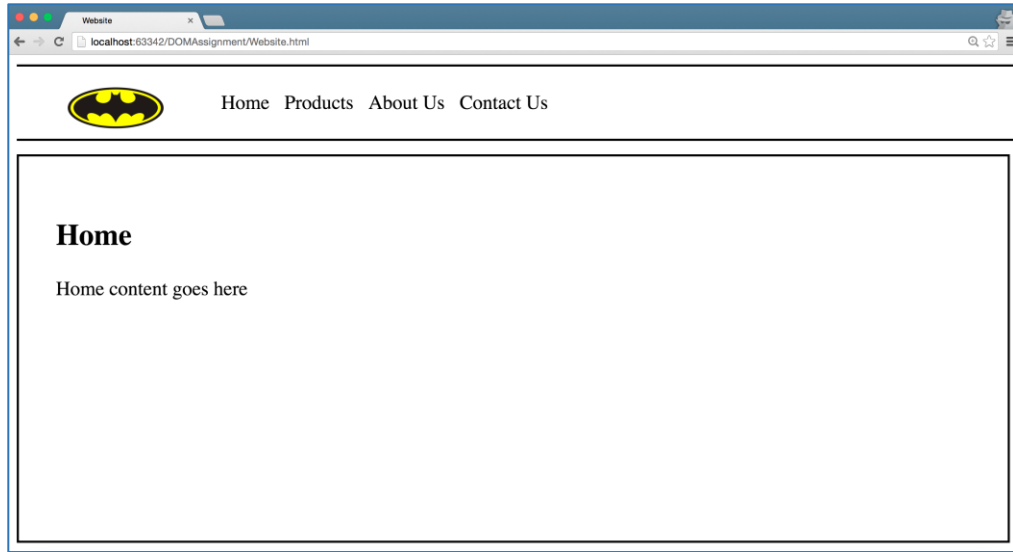 Website
localhost:63342/DOMAssignment/Website.html
Home Products About Us Contact Us
Home
Home content goes here